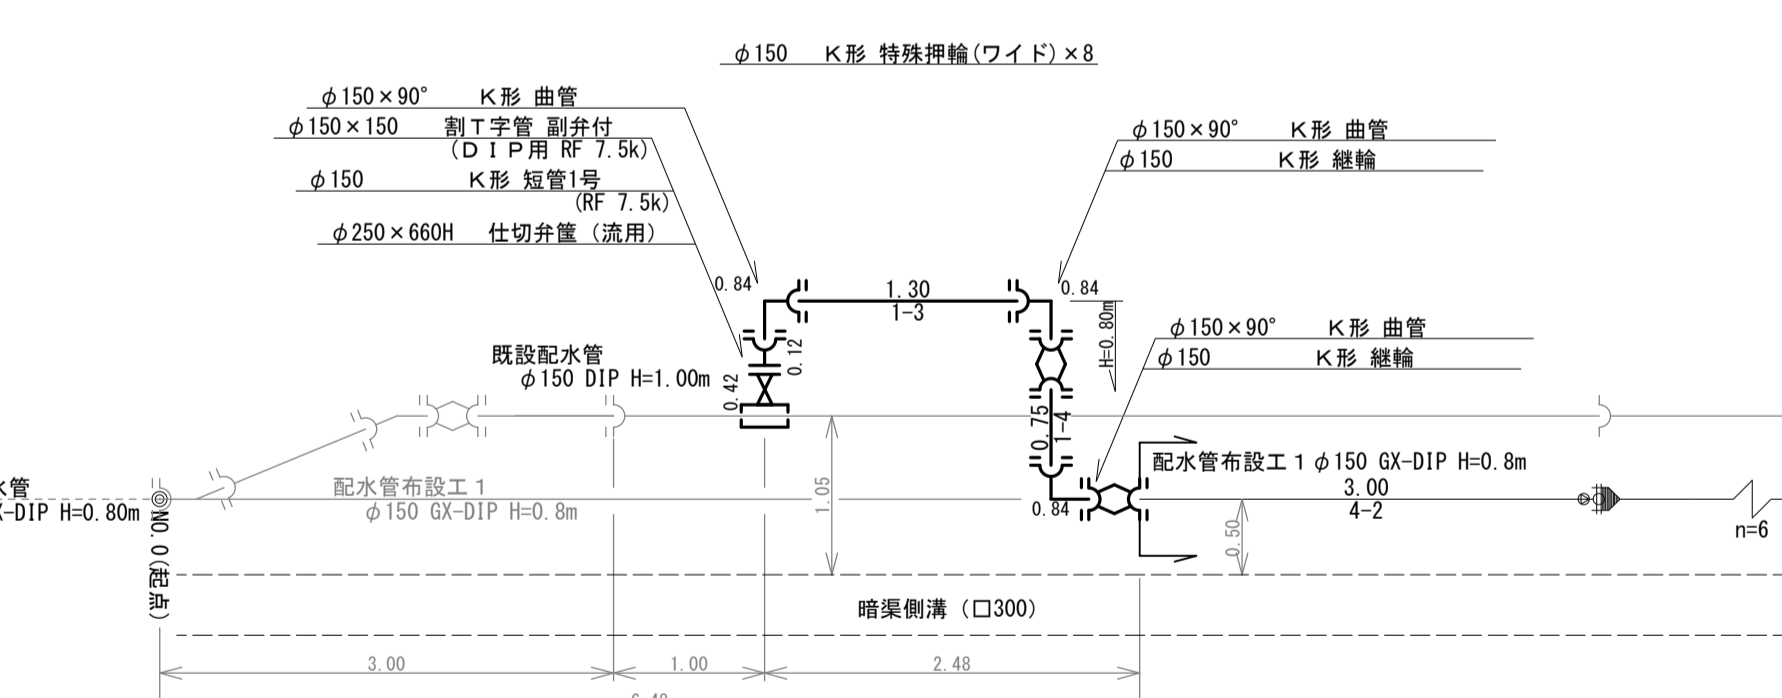 φ150 K形 特殊押輪(ワイド)×8
φ150×90° K形 曲管
φ150×150 割T字管 副弁付
(DIP用 RF 7.5k)
φ150 K形 短管1号
(RF 7.5k)
φ250×660H 仕切弁筐(流用)
φ150×90° K形 曲管
φ150 K形 継輪
0.84
1.30
1-3
0.84
H=0.80m
φ150×90° K形 曲管
φ150 K形 継輪
既設配水管
φ150 DIP H=1.00m
0.42
0.12
0.75
1-4
水管
X-DIP H=0.80m
NO.0(起点)
配水管布設工1
φ150 GX-DIP H=0.8m
1.05
0.84
配水管布設工1φ150 GX-DIP H=0.8m
3.00
4-2
0.50
n=6
暗渠側溝(□300)
3.00
1.00
2.48